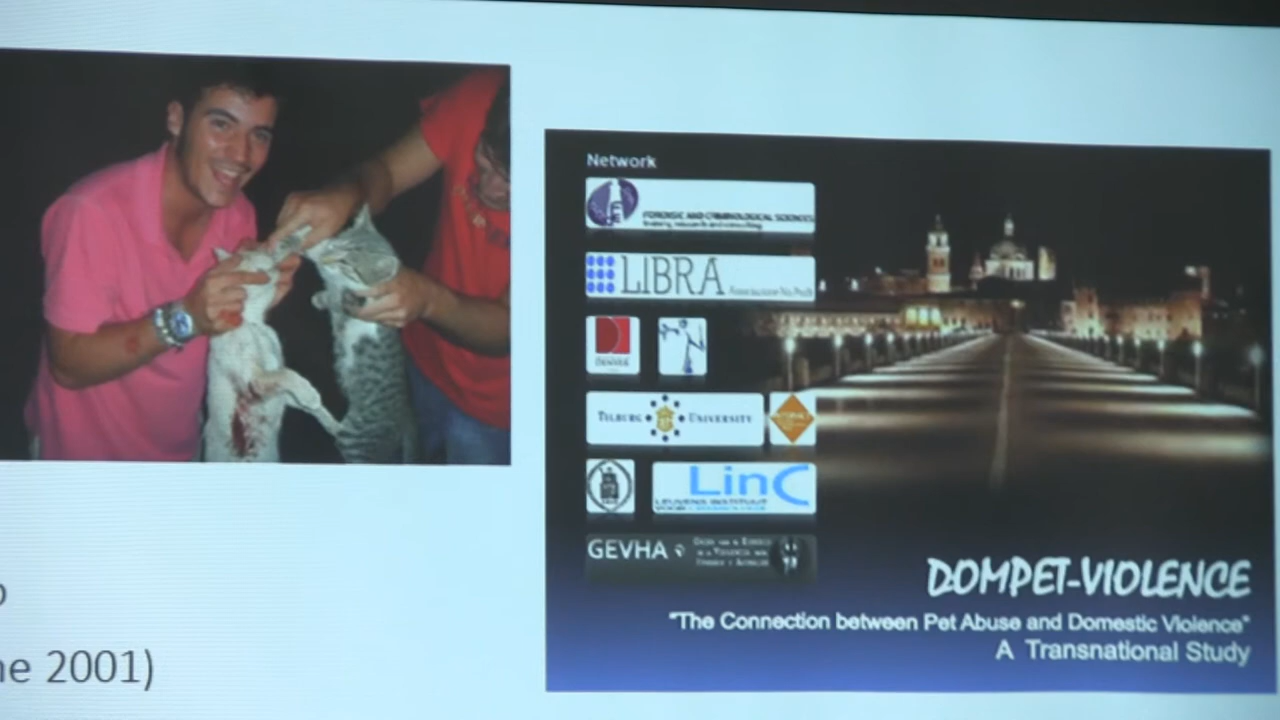 ne 2001)
Network
FORENSIC AND CRIMINOLOGICAL SCIENCES
LIBRA
TILBURG UNIVERSITY
LINC
GEVHA
DOMPET-VIOLENCE
"The Connection between Pet Abuse and Domestic Violence"
A Transnational Study